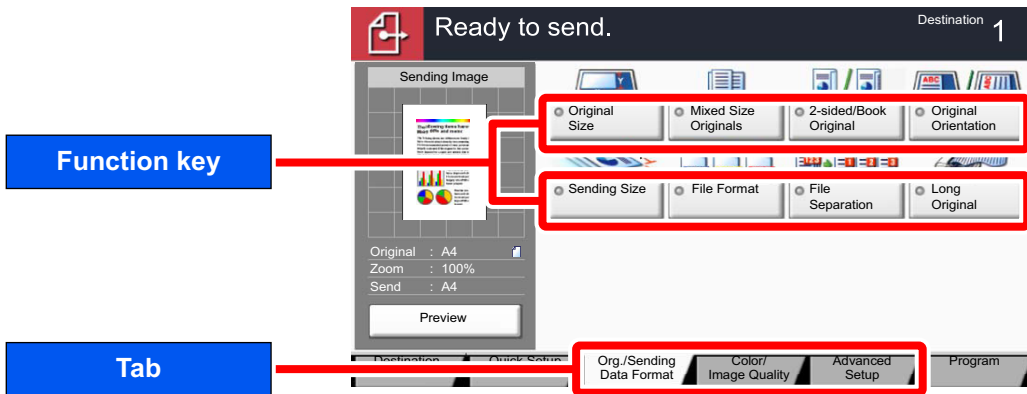 Ready to send.
Destination 1
Sending Image
Original Size
Mixed Size Originals
2-sided/Book Original
Original Orientation
ABC
Function key
Sending Size
File Format
File Separation
Long Original
Original : A4
Zoom : 100%
Send : A4
Preview
Tab
Destination
Quick Setup
Org./Sending Data Format
Color/ Image Quality
Advanced Setup
Program